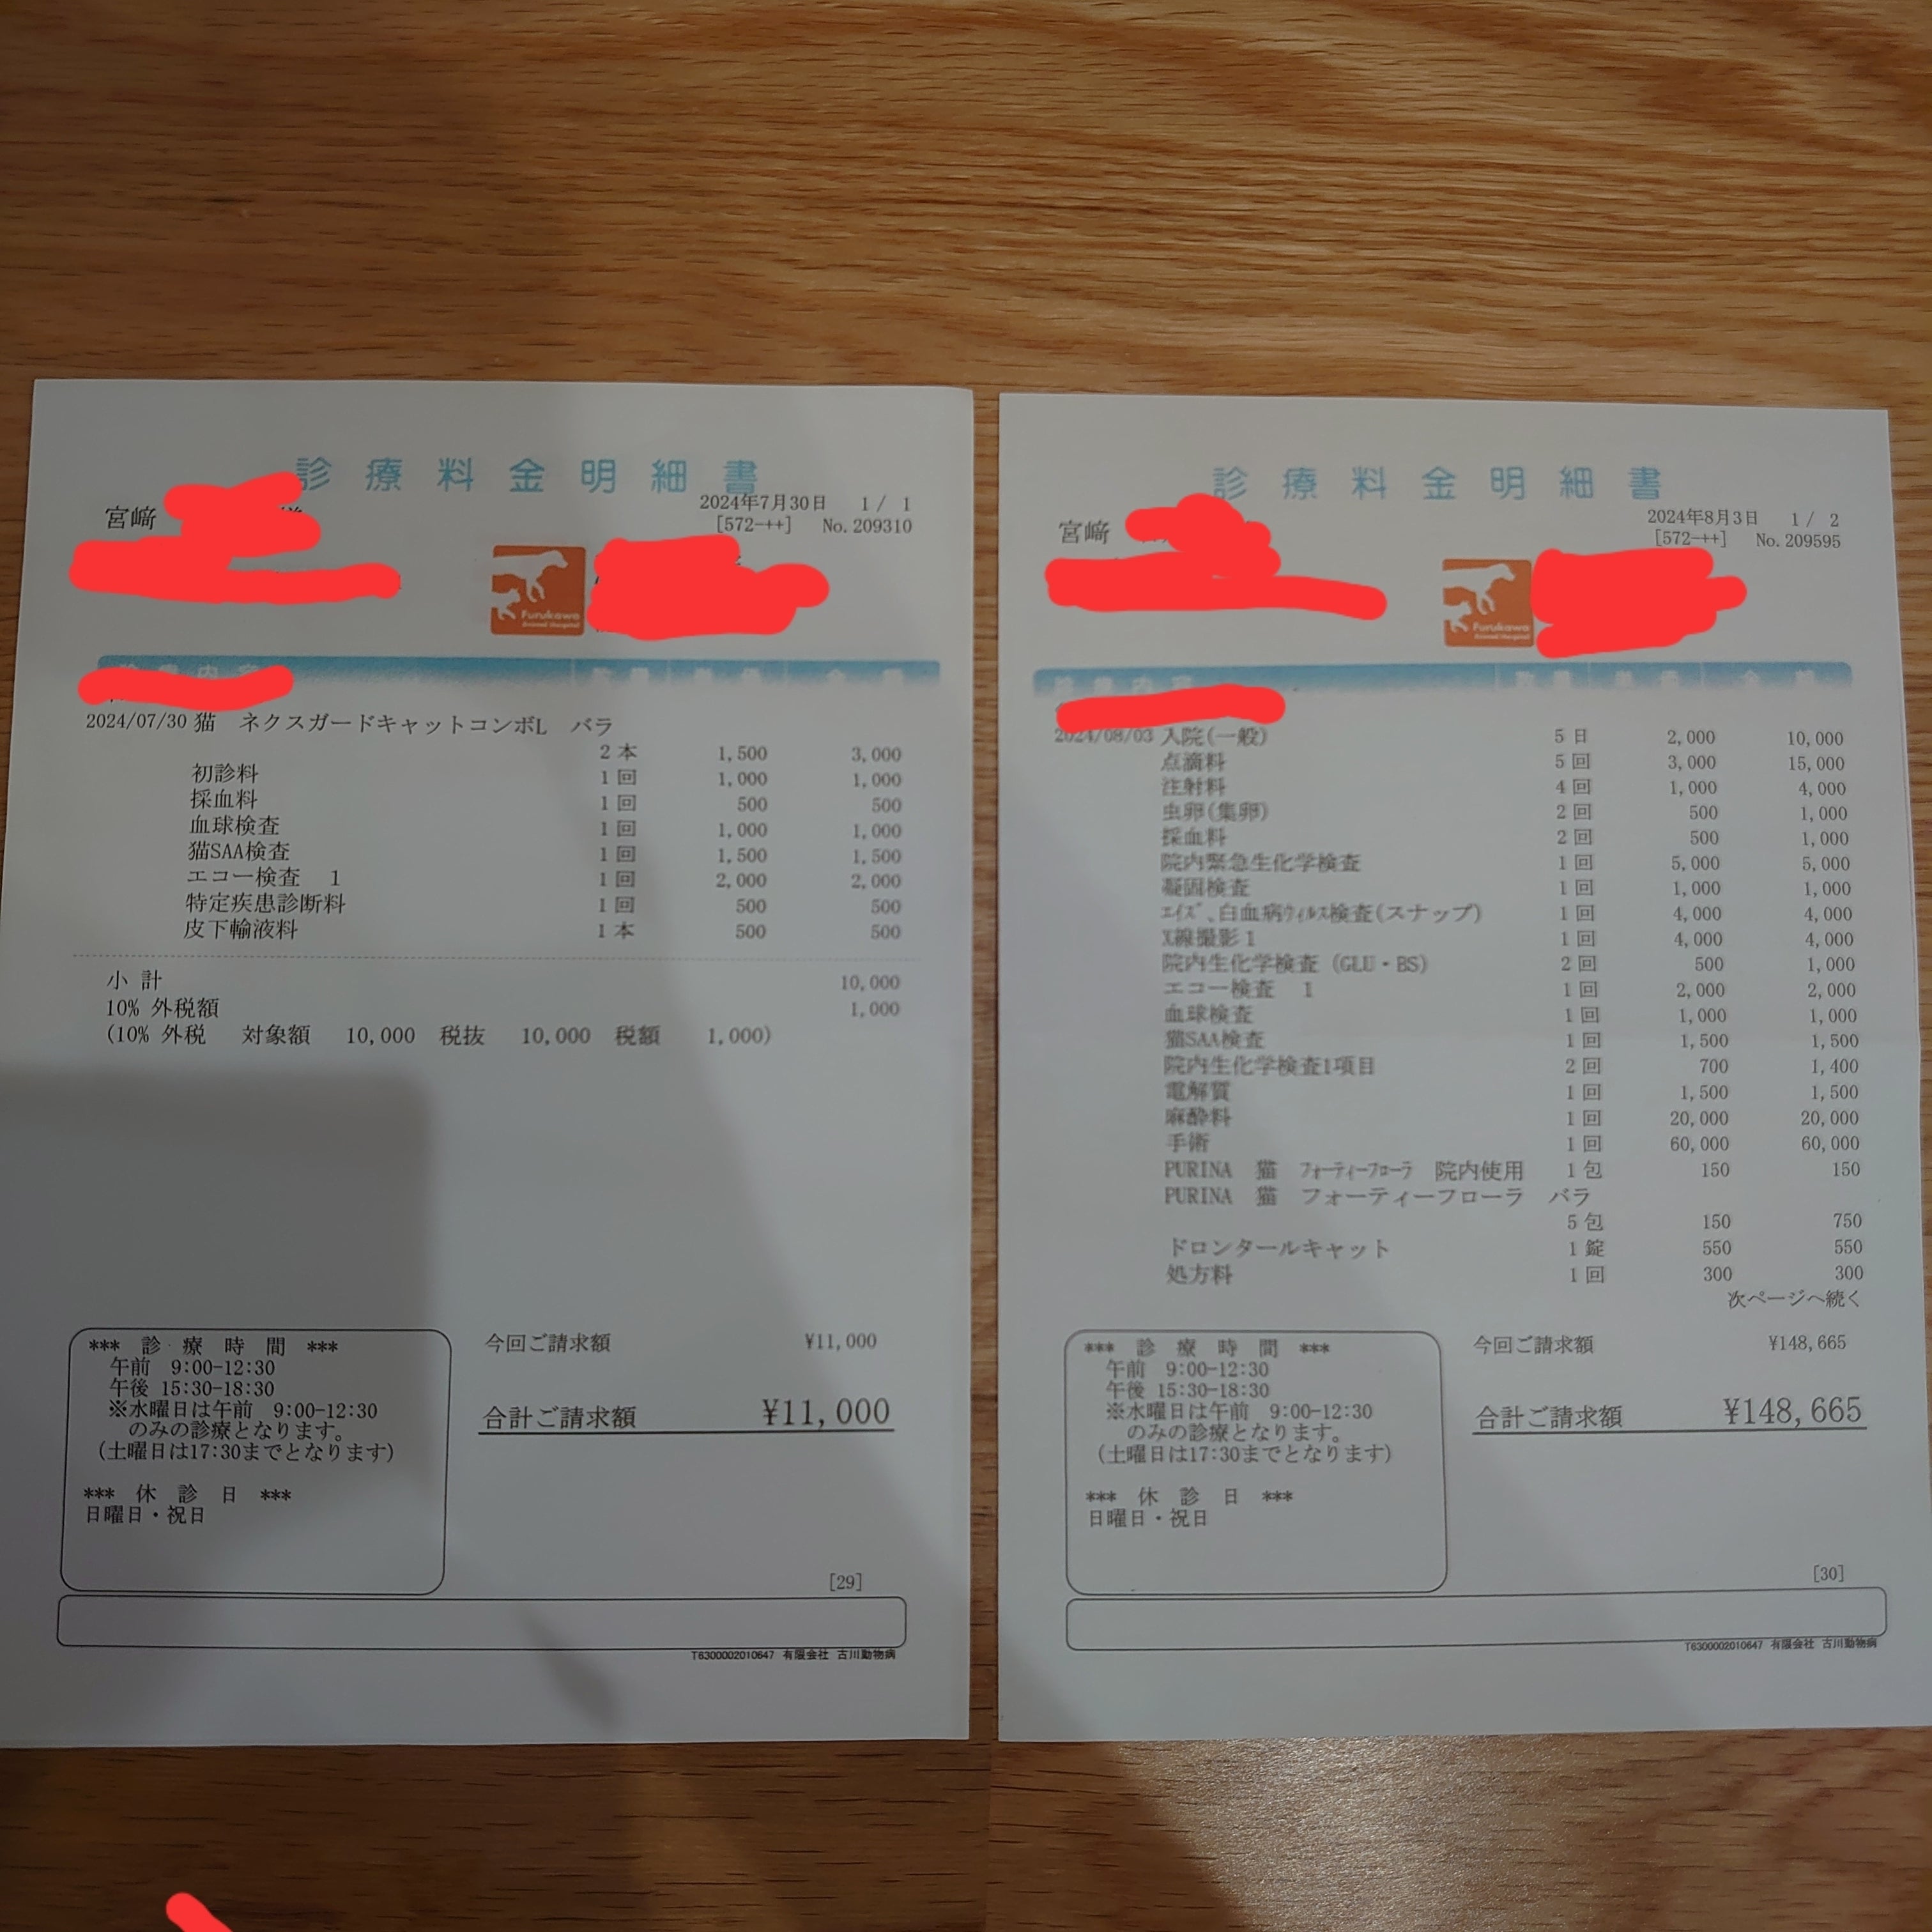 診療料金明細書
宮﨑
2024年7月30日 1/ 1
[572-++] No.209310
Furukawa
Animal Hospital
2024/07/30 猫 ネクスガードキャットコンボL バラ
2本 1,500 3,000
初診料 1回 1,000 1,000
採血料 1回 500 500
血球検査 1回 1,000 1,000
猫SAA検査 1回 1,500 1,500
エコー検査 1 1回 2,000 2,000
特定疾患診断料 1回 500 500
皮下輸液料 1本 500 500
小 計 10,000
10% 外税額 1,000
(10% 外税 対象額 10,000 税抜 10,000 税額 1,000)
*** 診 療 時 間 ***
午前 9:00-12:30
午後 15:30-18:30
※水曜日は午前 9:00-12:30
のみの診療となります。
(土曜日は17:30までとなります)
*** 休 診 日 ***
日曜日・祝日
今回ご請求額 ¥11,000
合計ご請求額 ¥11,000
[29]
T6300002010647 有限会社 古川動物病
診療料金明細書
宮﨑
2024年8月3日 1/ 2
[572-++] No.209595
Furukawa
Animal Hospital
2024/08/03 入院(一般) 5日 2,000 10,000
点滴料 5回 3,000 15,000
注射料 4回 1,000 4,000
虫卵(集卵) 2回 500 1,000
採血料 2回 500 1,000
院内緊急生化学検査 1回 5,000 5,000
凝固検査 1回 1,000 1,000
ｴｲｽﾞ､白血病ｳｨﾙｽ検査(スナップ) 1回 4,000 4,000
X線撮影1 1回 4,000 4,000
院内生化学検査 (GLU・BS) 2回 500 1,000
エコー検査 1 1回 2,000 2,000
血球検査 1回 1,000 1,000
猫SAA検査 1回 1,500 1,500
院内生化学検査1項目 2回 700 1,400
電解質 1回 1,500 1,500
麻酔料 1回 20,000 20,000
手術 1回 60,000 60,000
PURINA 猫 ﾌｫｰﾃｨｰﾌﾛｰﾗ 院内使用 1包 150 150
PURINA 猫 フォーティーフローラ バラ
5包 150 750
ドロンタールキャット 1錠 550 550
処方料 1回 300 300
次ページへ続く
*** 診 療 時 間 ***
午前 9:00-12:30
午後 15:30-18:30
※水曜日は午前 9:00-12:30
のみの診療となります。
(土曜日は17:30までとなります)
*** 休 診 日 ***
日曜日・祝日
今回ご請求額 ¥148,665
合計ご請求額 ¥148,665
[30]
T6300002010647 有限会社 古川動物病